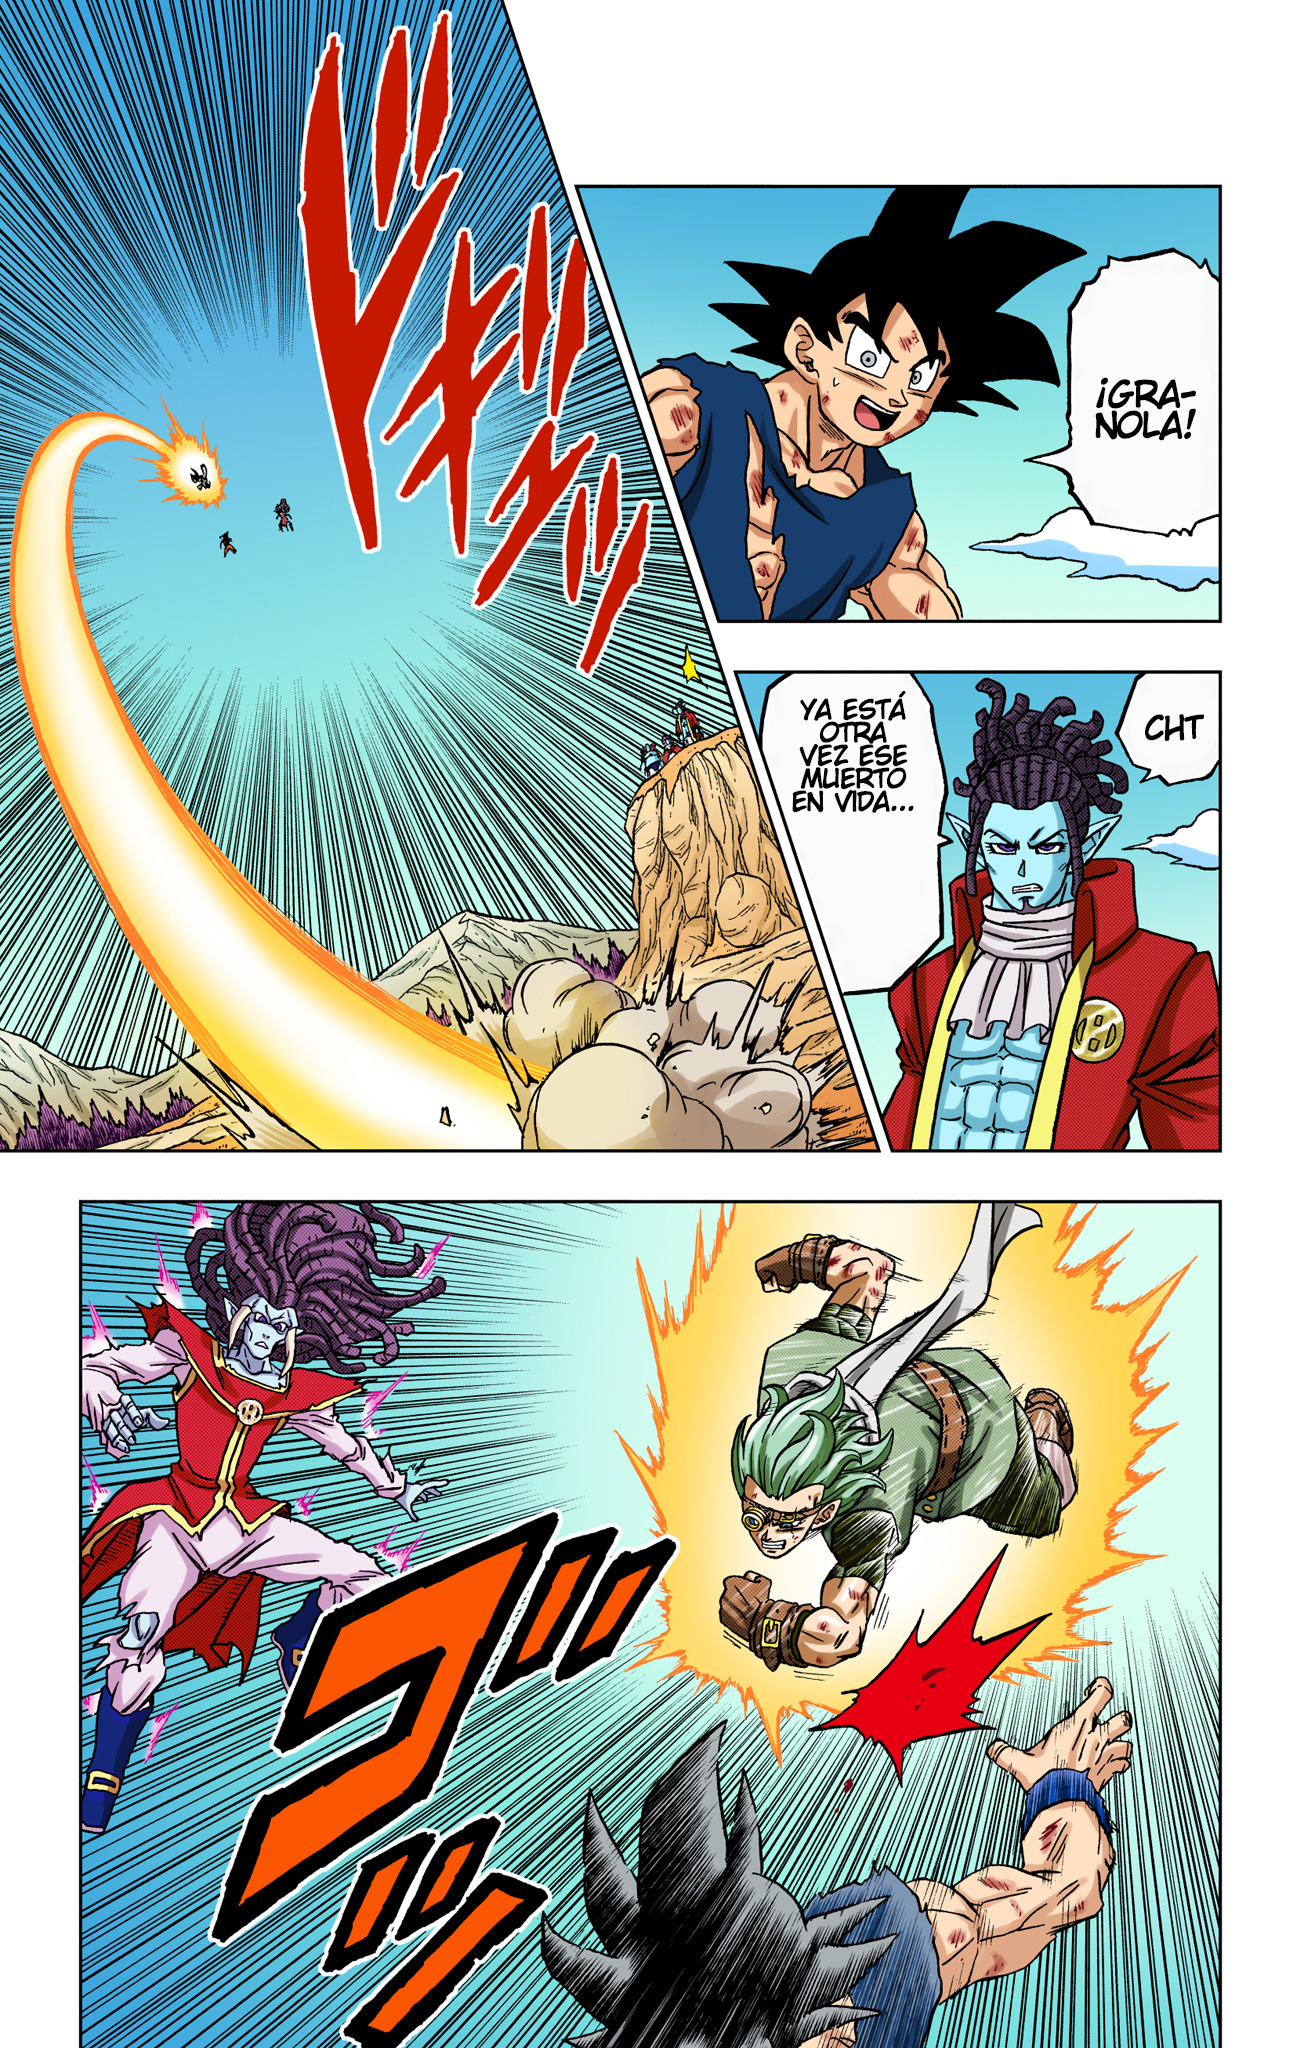 ¡GRA-
NOLA!
CHT
YA ESTÁ
OTRA
VEZ ESE
MUERTO
EN VIDA...
ドギュッ
ゴッ